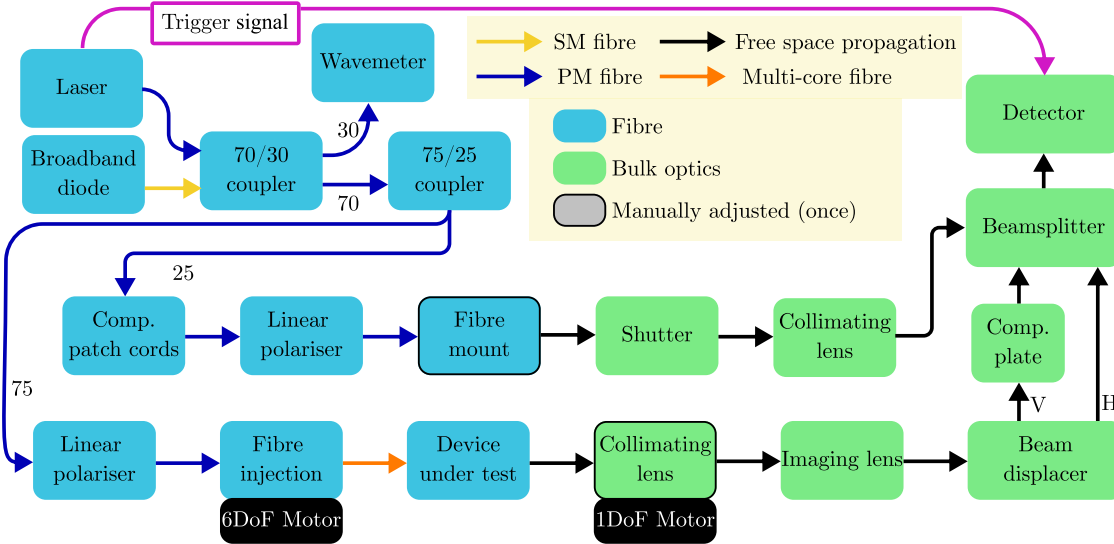 Trigger signal
Laser
Wavemeter
SM fibre
Free space propagation
PM fibre
Multi-core fibre
Detector
Fibre
Bulk optics
Manually adjusted (once)
Broadband
diode
70/30
coupler
30
70
75/25
coupler
Beamsplitter
25
75
Comp.
patch cords
Linear
polariser
Fibre
mount
Shutter
Collimating
lens
Comp.
plate
V
H
Linear
polariser
Fibre
injection
6DoF Motor
Device
under test
Collimating
lens
1DoF Motor
Imaging lens
Beam
displacer